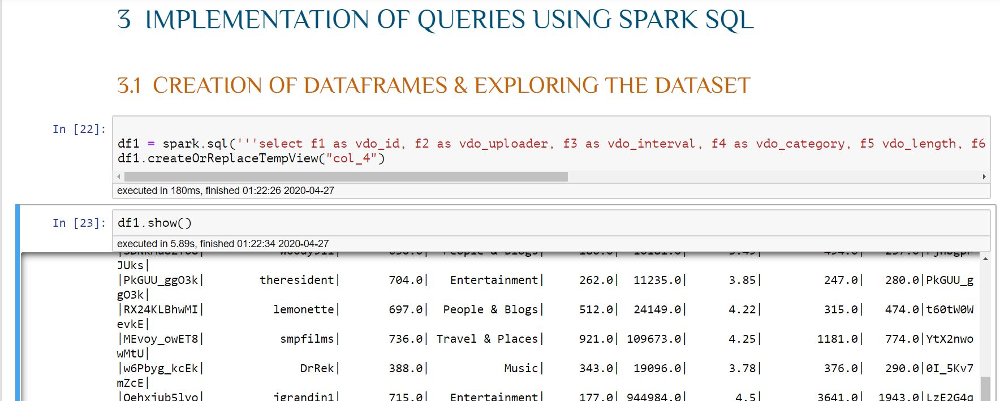 3 IMPLEMENTATION OF QUERIES USING SPARK SQL
3.1 CREATION OF DATAFRAMES & EXPLORING THE DATASET
In [22]:
df1 = spark.sql('''select f1 as vdo_id, f2 as vdo_uploader, f3 as vdo_interval, f4 as vdo_category, f5 vdo_length, f6
df1.createOrReplaceTempView("col_4")
executed in 180ms, finished 01:22:26 2020-04-27
In [23]: df1.show()
executed in 5.89s, finished 01:22:34 2020-04-27
JUks|
|PkGUU_ggO3k| theresident| 704.0| Entertainment| 262.0| 11235.0| 3.85| 247.0| 280.0|PkGUU_g
gO3k|
|RX24KLBhwMI| lemonette| 697.0| People & Blogs| 512.0| 24149.0| 4.22| 315.0| 474.0|t60tW0W
evkE|
|MEvoy_owET8| smpfilms| 736.0| Travel & Places| 921.0| 109673.0| 4.25| 1181.0| 774.0|YtX2nwo
wMtU|
|w6Pbyg_kcEk| DrRek| 388.0| Music| 343.0| 19096.0| 3.78| 376.0| 290.0|0I_5Kv7
mZcE|
|Oehxjub5lvo| jgrandin1| 715.0| Entertainment| 177.0| 944984.0| 4.5| 3641.0| 1943.0|LzE2G4q